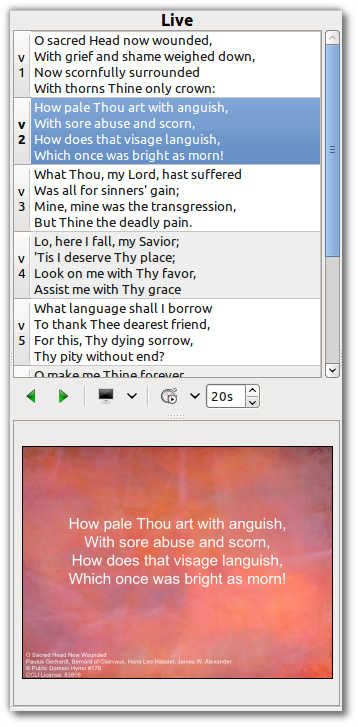 Live
O sacred Head now wounded,
v
With grief and shame weighed down,
1
Now scornfully surrounded
With thorns Thine only crown:
How pale Thou art with anguish,
v
With sore abuse and scorn,
2
How does that visage languish,
Which once was bright as morn!
What Thou, my Lord, hast suffered
v
Was all for sinners' gain;
3
Mine, mine was the transgression,
But Thine the deadly pain.
Lo, here I fall, my Savior;
v
'Tis I deserve Thy place;
4
Look on me with Thy favor,
Assist me with Thy grace
What language shall I borrow
v
To thank Thee dearest friend,
5
For this, Thy dying sorrow,
Thy pity without end?
O make me Thine forever
20s
How pale Thou art with anguish,
With sore abuse and scorn,
How does that visage languish,
Which once was bright as morn!
O Sacred Head Now Wounded
Paulus Gerhardt, Bernard of Clairvaux, Hans Leo Hassler, James W. Alexander
© Public Domain Hymn #178
CCLI License: 83806